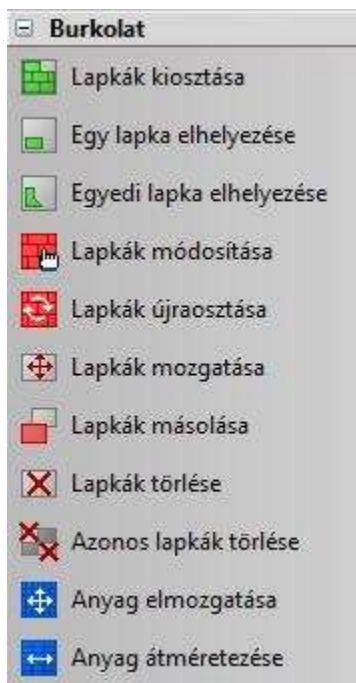 Burkolat
Lapkák kiosztása
Egy lapka elhelyezése
Egyedi lapka elhelyezése
Lapkák módosítása
Lapkák újraosztása
Lapkák mozgatása
Lapkák másolása
Lapkák törlése
Azonos lapkák törlése
Anyag elmozgatása
Anyag átméretezése